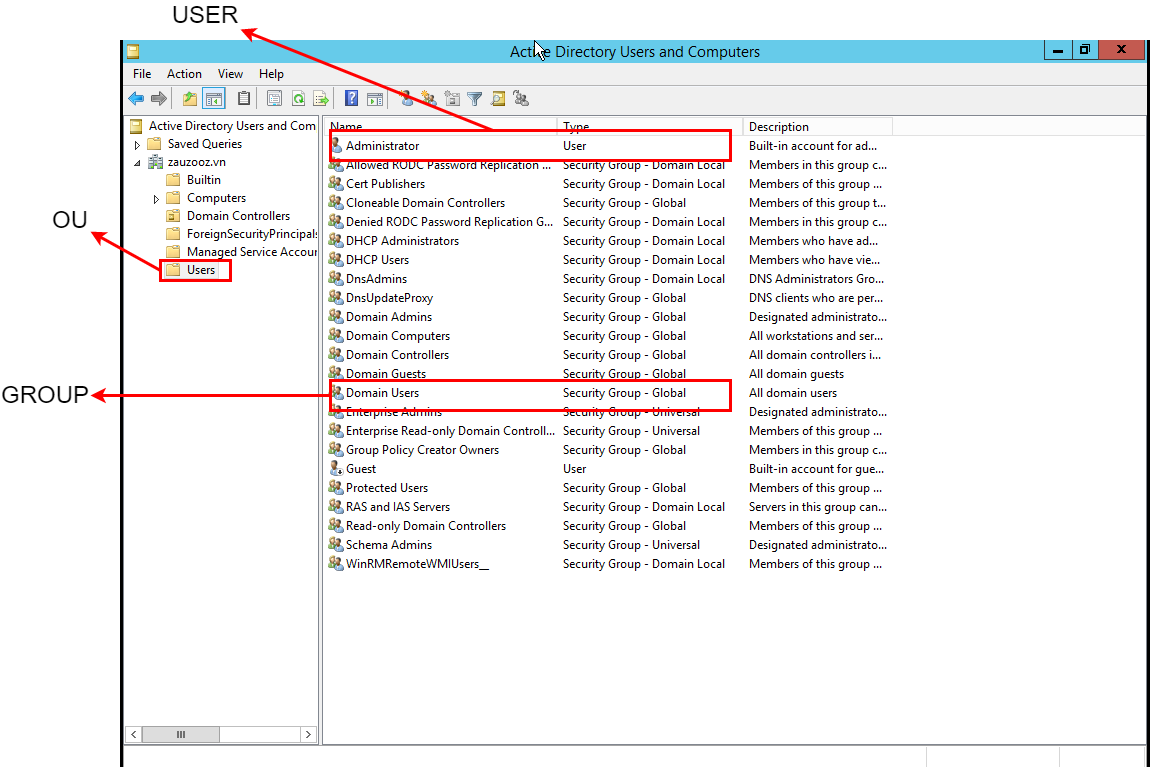 USER
Active Directory Users and Computers
File Action View Help
Active Directory Users and Com
Saved Queries
zauzooz.vn
Builtin
Computers
Domain Controllers
ForeignSecurityPrincipals
Managed Service Accour
Users
OU
GROUP
Name Type Description
Administrator User Built-in account for ad...
Allowed RODC Password Replication ... Security Group - Domain Local Members in this group c...
Cert Publishers Security Group - Domain Local Members of this group ...
Cloneable Domain Controllers Security Group - Global Members of this group t...
Denied RODC Password Replication G... Security Group - Domain Local Members in this group c...
DHCP Administrators Security Group - Domain Local Members who have ad...
DHCP Users Security Group - Domain Local Members who have vie...
DnsAdmins Security Group - Domain Local DNS Administrators Gro...
DnsUpdateProxy Security Group - Global DNS clients who are per...
Domain Admins Security Group - Global Designated administrato...
Domain Computers Security Group - Global All workstations and ser...
Domain Controllers Security Group - Global All domain controllers i...
Domain Guests Security Group - Global All domain guests
Domain Users Security Group - Global All domain users
Enterprise Admins Security Group - Universal Designated administrato...
Enterprise Read-only Domain Controll... Security Group - Universal Members of this group ...
Group Policy Creator Owners Security Group - Global Members in this group c...
Guest User Built-in account for gue...
Protected Users Security Group - Global Members of this group ...
RAS and IAS Servers Security Group - Domain Local Servers in this group can...
Read-only Domain Controllers Security Group - Global Members of this group ...
Schema Admins Security Group - Universal Designated administrato...
WinRMRemoteWMIUsers__ Security Group - Domain Local Members of this group ...